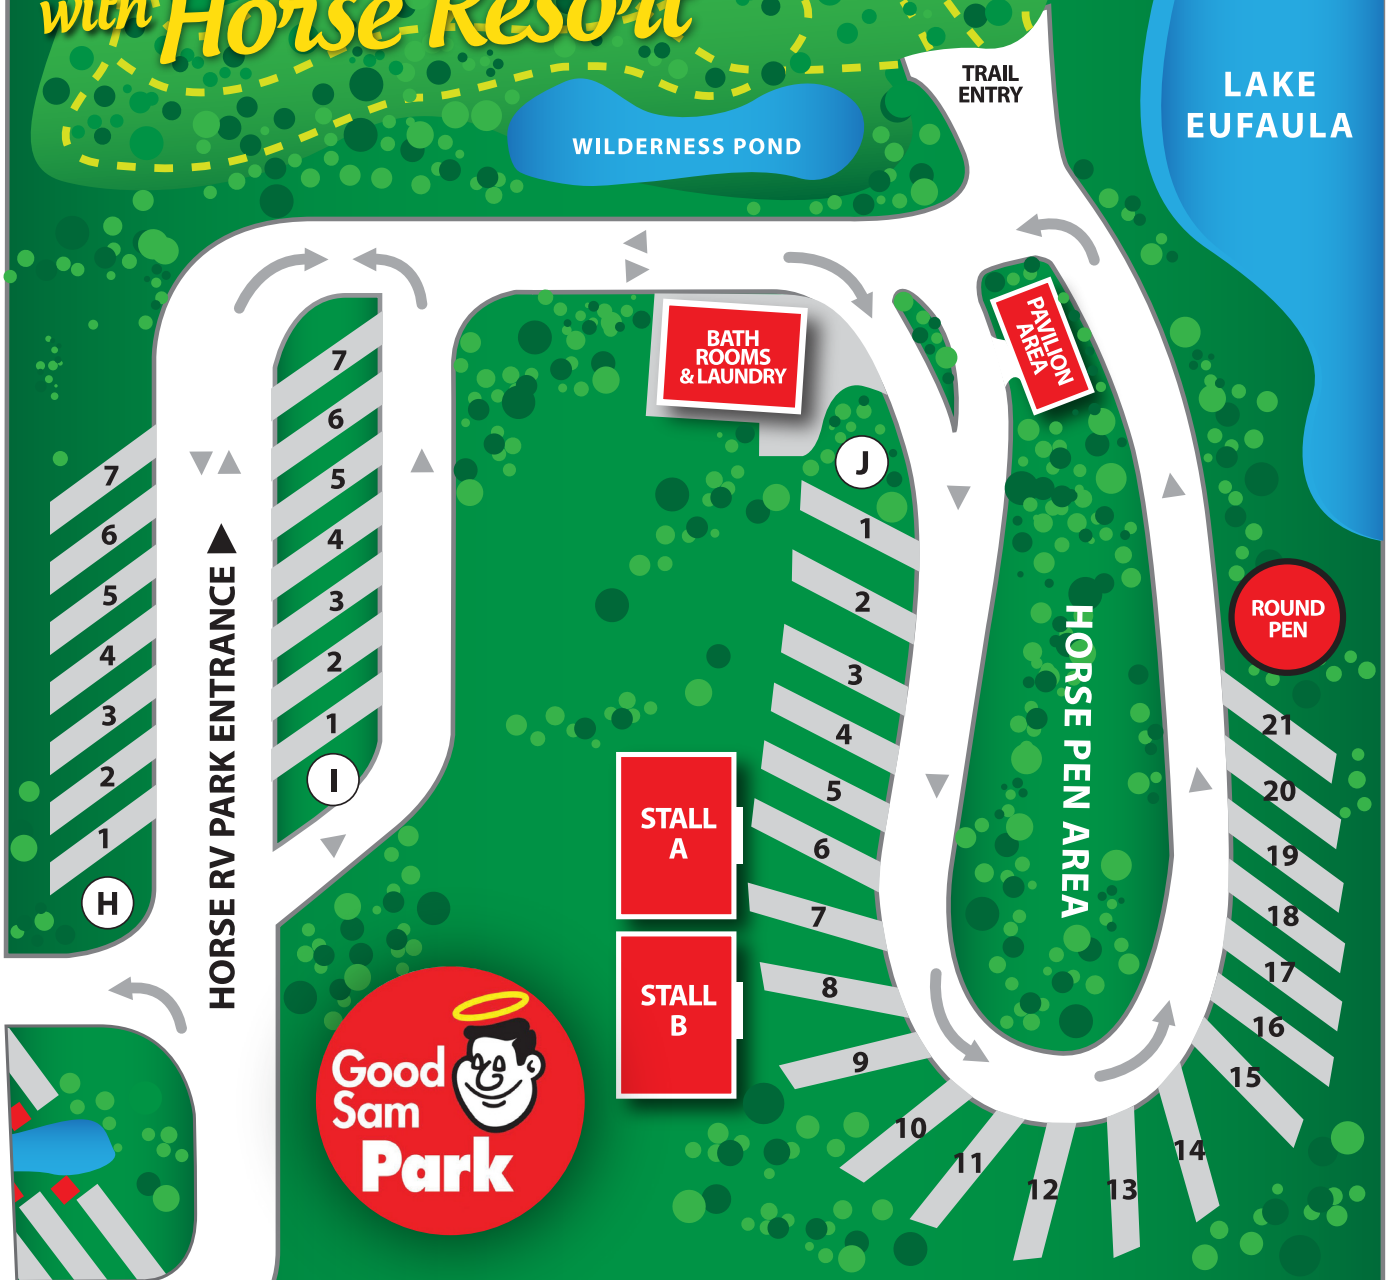 with Horse Resort
TRAIL
ENTRY
LAKE
EUFAULA
WILDERNESS POND
BATH
ROOMS
& LAUNDRY
PAVILION
AREA
7
6
5
4
3
2
1
H
HORSE RV PARK ENTRANCE
7
6
5
4
3
2
1
I
J
1
2
3
4
5
6
7
8
9
10
11
12
13
14
15
16
17
18
19
20
21
HORSE PEN AREA
ROUND
PEN
STALL
A
STALL
B
Good
Sam
Park